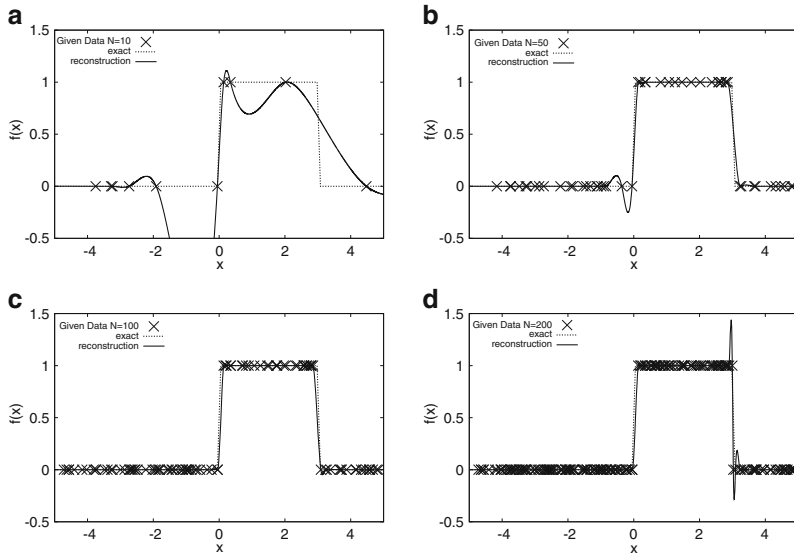 a
1.5
Given Data N=10
exact
reconstruction
1
f(x)
0.5
0
-0.5
-4
-2
0
2
4
x
b
1.5
Given Data N=50
exact
reconstruction
1
f(x)
0.5
0
-0.5
-4
-2
0
2
4
x
c
1.5
Given Data N=100
exact
reconstruction
1
f(x)
0.5
0
-0.5
-4
-2
0
2
4
x
d
1.5
Given Data N=200
exact
reconstruction
1
f(x)
0.5
0
-0.5
-4
-2
0
2
4
x